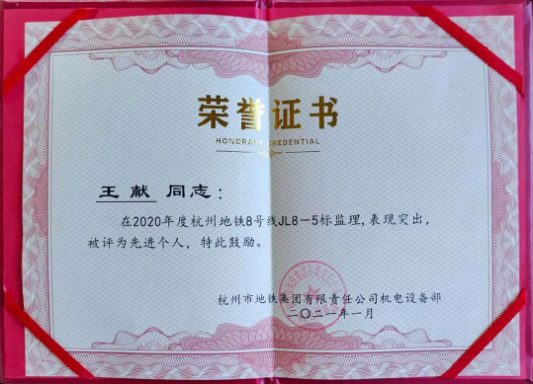 荣誉证书
HONORARY CREDENTIAL
王献 同志：
在2020年度杭州地铁8号线JL8-5标监理,表现突出，
被评为先进个人，特此鼓励。
杭州市地铁集团有限责任公司机电设备部
二〇二一年一月